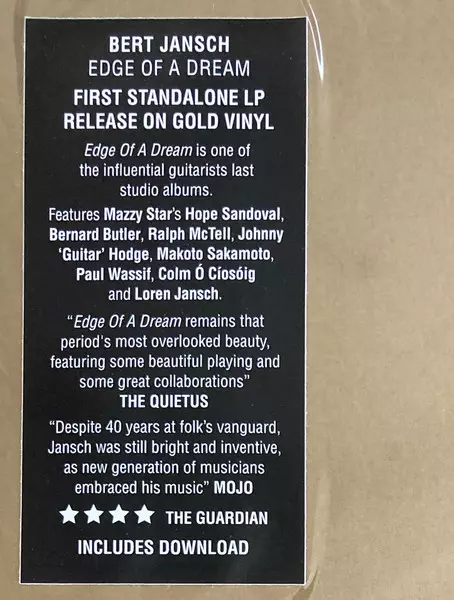 BERT JANSCH
EDGE OF A DREAM
FIRST STANDALONE LP
RELEASE ON GOLD VINYL
Edge Of A Dream is one of
the influential guitarists last
studio albums.
Features Mazzy Star's Hope Sandoval,
Bernard Butler, Ralph McTell, Johnny
‘Guitar’ Hodge, Makoto Sakamoto,
Paul Wassif, Colm Ó Cíosóig
and Loren Jansch.
“Edge Of A Dream remains that
period's most overlooked beauty,
featuring some beautiful playing and
some great collaborations”
THE QUIETUS
“Despite 40 years at folk's vanguard,
Jansch was still bright and inventive,
as new generation of musicians
embraced his music” MOJO
★★★★ THE GUARDIAN
INCLUDES DOWNLOAD